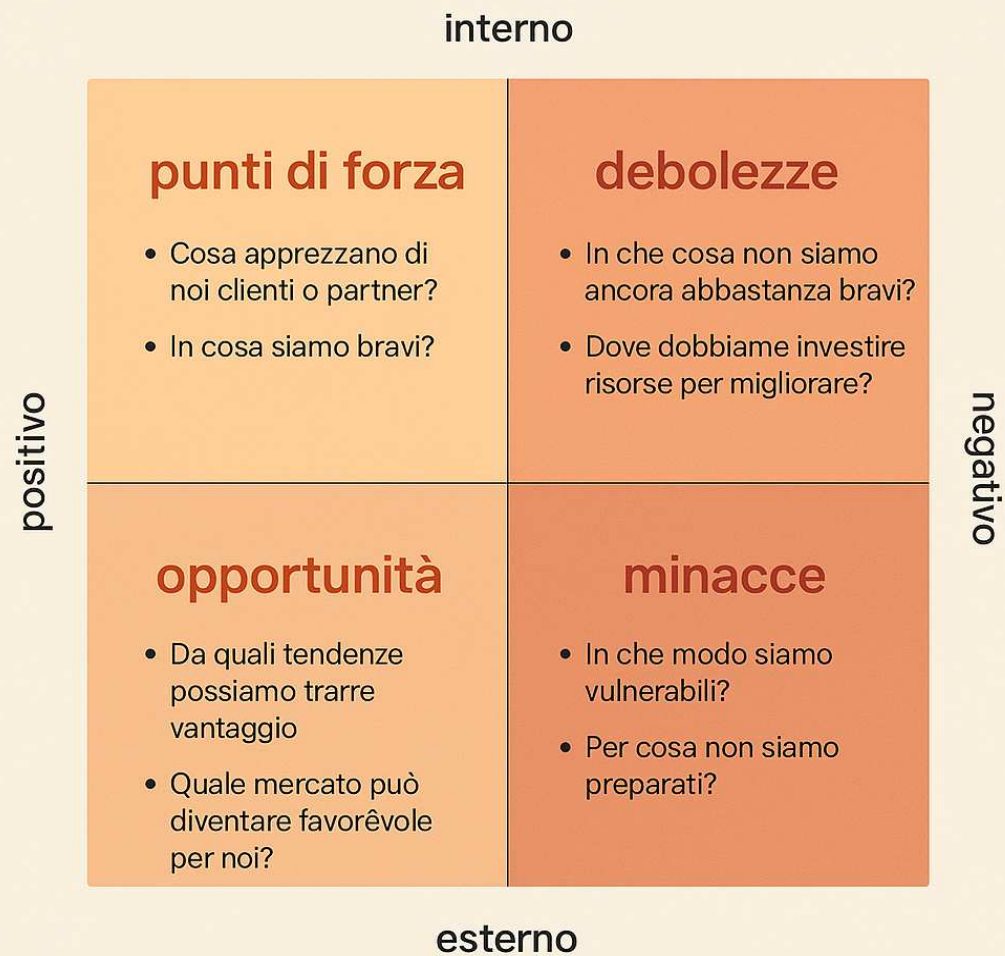 interno
positivo
punti di forza
• Cosa apprezzano di
noi clienti o partner?
• In cosa siamo bravi?
debolezze
• In che cosa non siamo
ancora abbastanza bravi?
• Dove dobbiame investire
risorse per migliorare?
negativo
opportunità
• Da quali tendenze
possiamo trarre
vantaggio
• Quale mercato può
diventare favorêvole
per noi?
minacce
• In che modo siamo
vulnerabili?
• Per cosa non siamo
preparati?
esterno